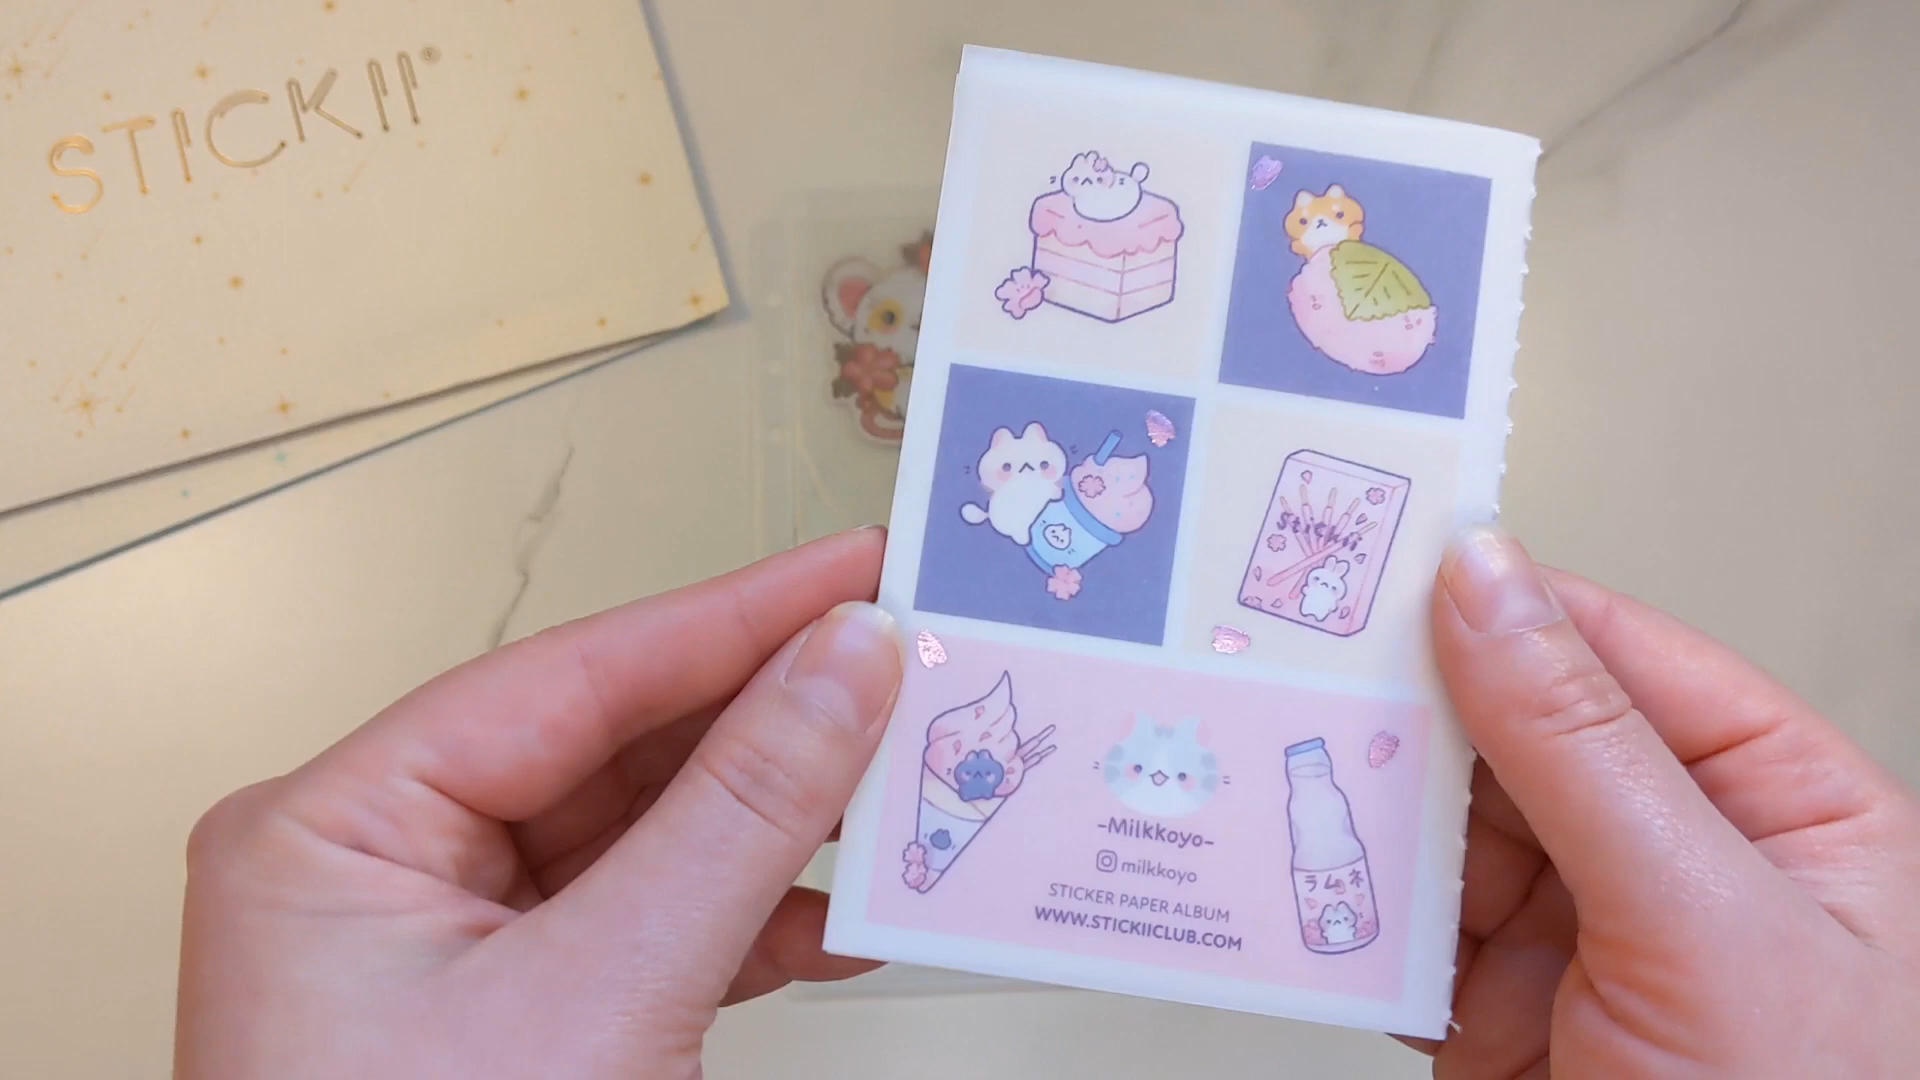 STICKII®
Stickii
-Milkkoyo-
milkkoyo
STICKER PAPER ALBUM
WWW.STICKIICLUB.COM
ラムネ